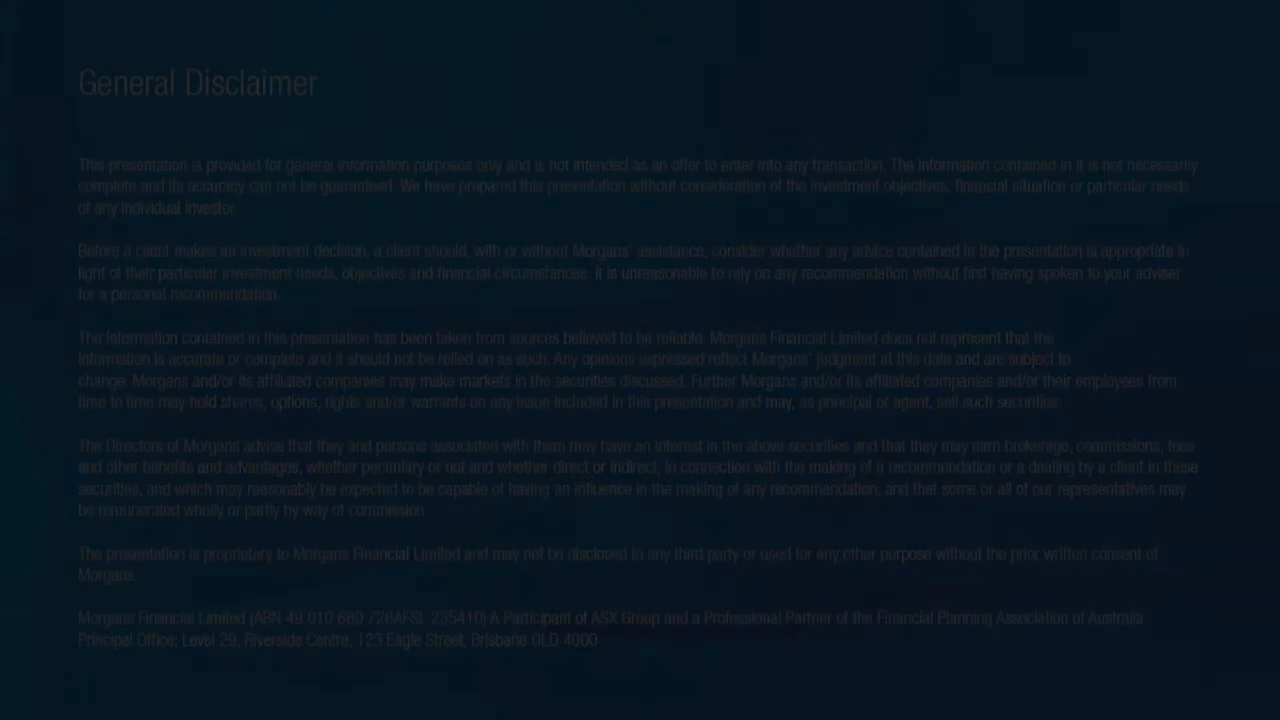 General Disclaimer
This presentation is provided for general information purposes only and is not intended as an offer to enter into any transaction. The information contained in it is not necessarily
complete and its accuracy can not be guaranteed. We have prepared this presentation without consideration of the investment objectives, financial situation or particular needs
of any individual investor.
Before a client makes an investment decision, a client should, with or without Morgans' assistance, consider whether any advice contained in the presentation is appropriate in
light of their particular investment needs, objectives and financial circumstances. It is unreasonable to rely on any recommendation without first having spoken to your adviser
for a personal recommendation.
The information contained in this presentation has been taken from sources believed to be reliable. Morgans Financial Limited does not represent that the
information is accurate or complete and it should not be relied on as such. Any opinions expressed reflect Morgans' judgment at this date and are subject to
change. Morgans and/or its affiliated companies may make markets in the securities discussed. Further Morgans and/or its affiliated companies and/or their employees from
time to time may hold shares, options, rights and/or warrants on any issue included in this presentation and may, as principal or agent, sell such securities.
The Directors of Morgans advise that they and persons associated with them may have an interest in the above securities and that they may earn brokerage, commissions, fees
and other benefits and advantages, whether pecuniary or not and whether direct or indirect, in connection with the making of a recommendation or a dealing by a client in these
securities, and which may reasonably be expected to be capable of having an influence in the making of any recommendation, and that some or all of our representatives may
be remunerated wholly or partly by way of commission.
The presentation is proprietary to Morgans Financial Limited and may not be disclosed to any third party or used for any other purpose without the prior written consent of
Morgans.
Morgans Financial Limited (ABN 49 010 669 726AFSL 235410) A Participant of ASX Group and a Professional Partner of the Financial Planning Association of Australia
Principal Office: Level 29, Riverside Centre, 123 Eagle Street, Brisbane QLD 4000